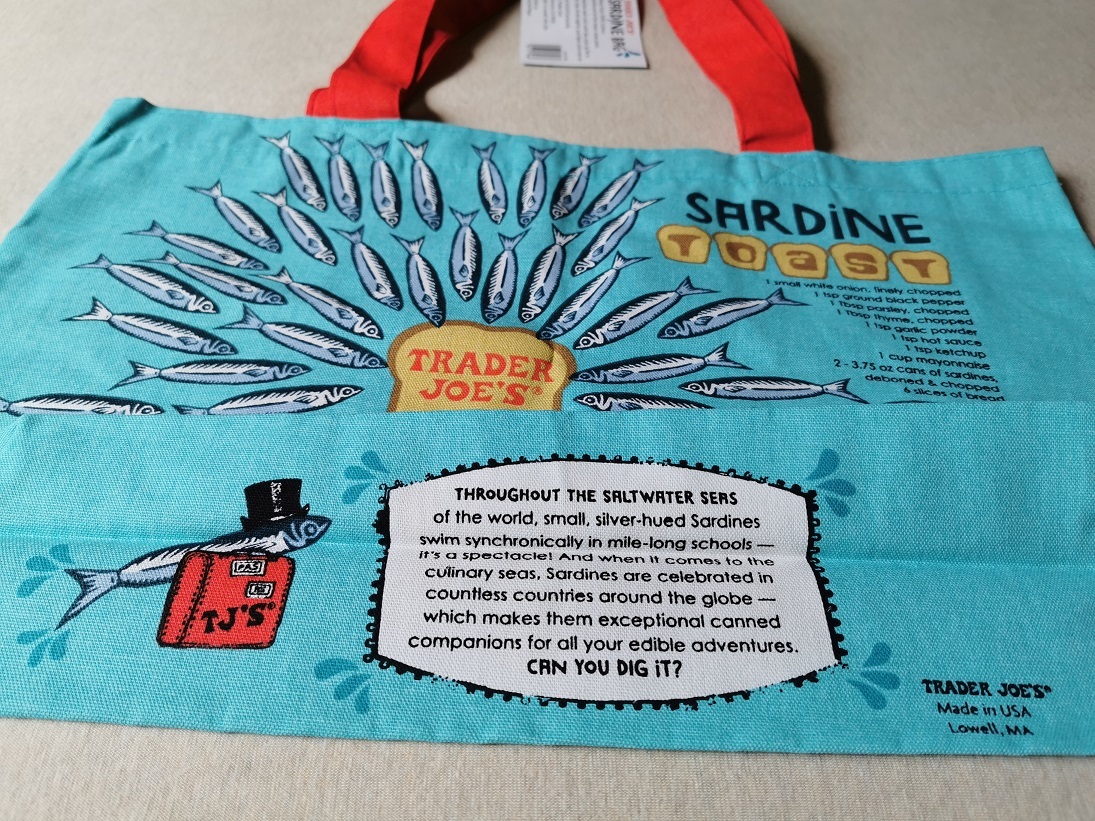 SARDINE BAG
SARDINE
TOAST
1 small white onion, finely chopped
1 tsp ground black pepper
1 Tbsp parsley, chopped
1 Tbsp thyme, chopped
1 tsp garlic powder
1 tsp hot sauce
1 tsp ketchup
1 cup mayonnaise
2 - 3.75 oz cans of sardines,
deboned & chopped
6 slices of bread
TRADER
JOE'S®
THROUGHOUT THE SALTWATER SEAS
of the world, small, silver-hued Sardines
swim synchronically in mile-long schools —
it's a spectacle! And when it comes to the
culinary seas, Sardines are celebrated in
countless countries around the globe —
which makes them exceptional canned
companions for all your edible adventures.
CAN YOU DIG iT?
TJ'S®
TRADER JOE'S®
Made in USA
Lowell, MA